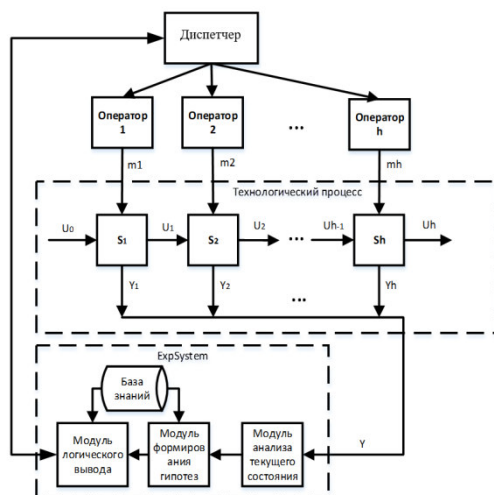 Диспетчер
Оператор
1
Оператор
2
...
Оператор
h
m1
m2
mh
Технологический процесс
U₀
S₁
U₁
S₂
U₂
...
Uh-1
Sh
Uh
Y₁
Y₂
...
Yh
ExpSystem
База
знаний
Модуль
логического
вывода
Модуль
формиров
ания
гипотез
Модуль
анализа
текущего
состояния
Y